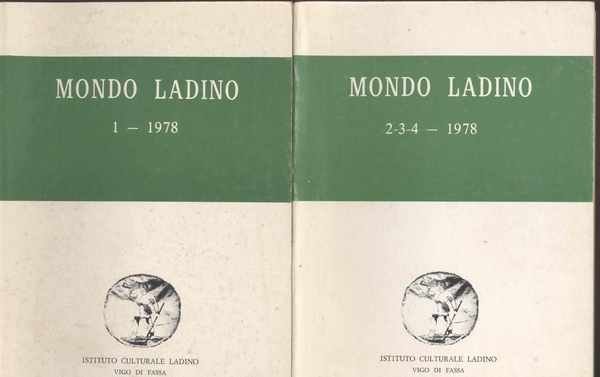 MONDO LADINO
1 — 1978
ISTITUTO CULTURALE LADINO
VIGO DI FASSA
MONDO LADINO
2-3-4 — 1978
ISTITUTO CULTURALE LADINO
VIGO DI FASSA